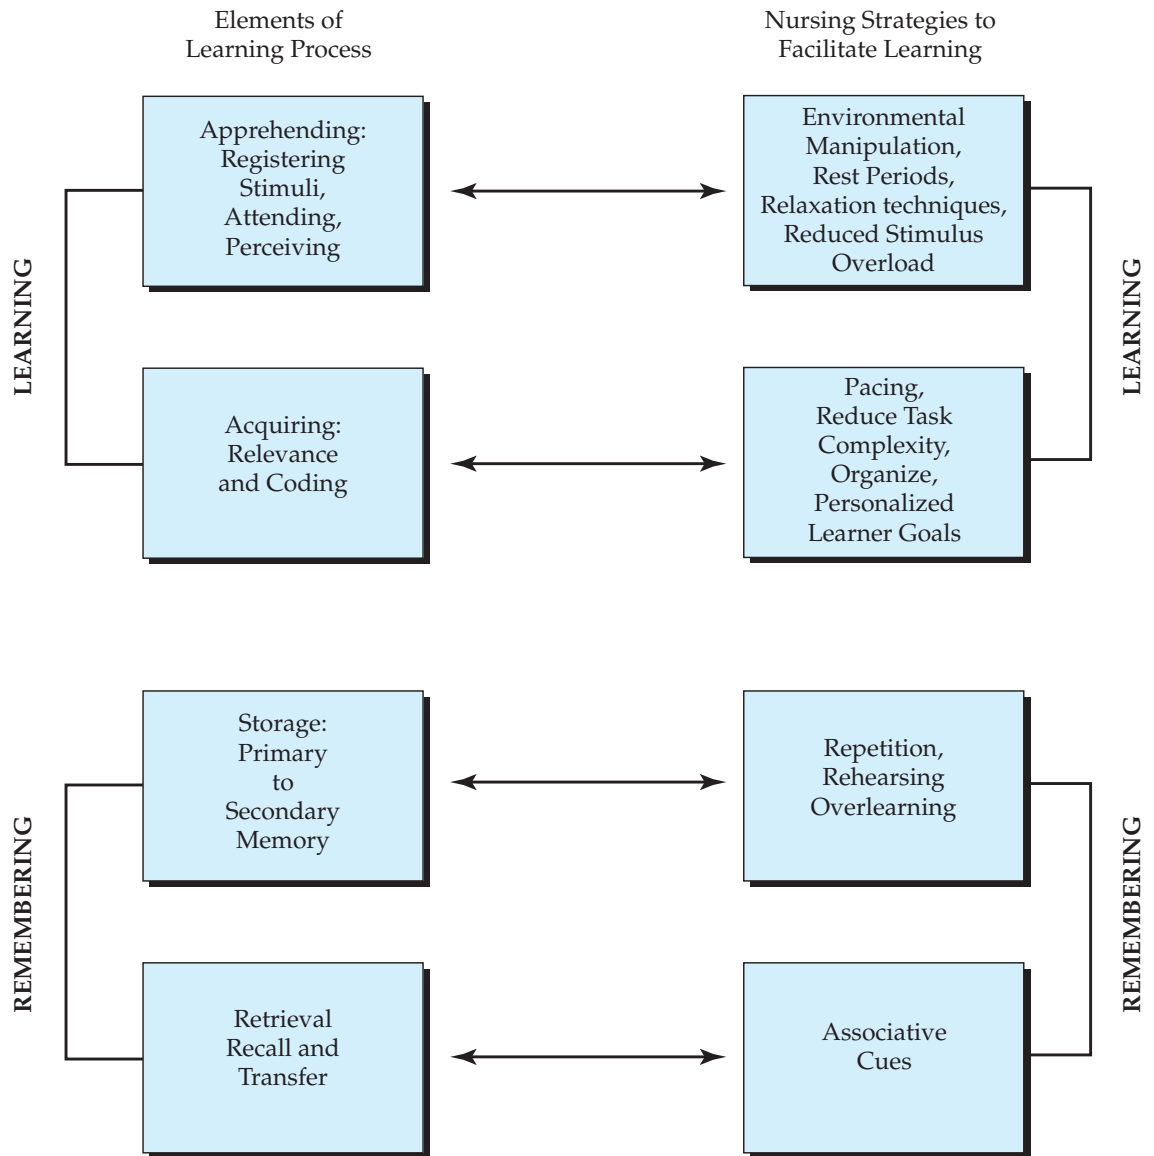 Elements of
Learning Process
Nursing Strategies to
Facilitate Learning
LEARNING
Apprehending:
Registering
Stimuli,
Attending,
Perceiving
Environmental
Manipulation,
Rest Periods,
Relaxation techniques,
Reduced Stimulus
Overload
LEARNING
Acquiring:
Relevance
and Coding
Pacing,
Reduce Task
Complexity,
Organize,
Personalized
Learner Goals
REMEMBERING
Storage:
Primary
to
Secondary
Memory
Repetition,
Rehearsing
Overlearning
REMEMBERING
Retrieval
Recall and
Transfer
Associative
Cues